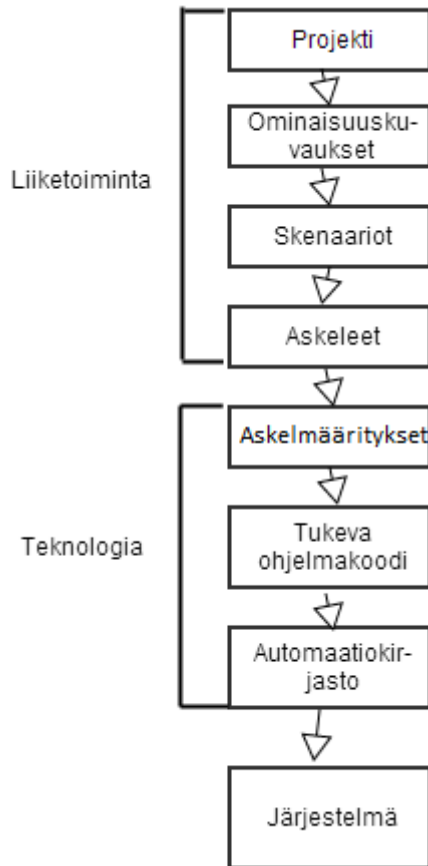 Projekti
Ominaisuusku-
vaukset
Liiketoiminta
Skenaariot
Askeleet
Askelmääritykset
Teknologia
Tukeva
ohjelmakoodi
Automaatiokir-
jasto
Järjestelmä